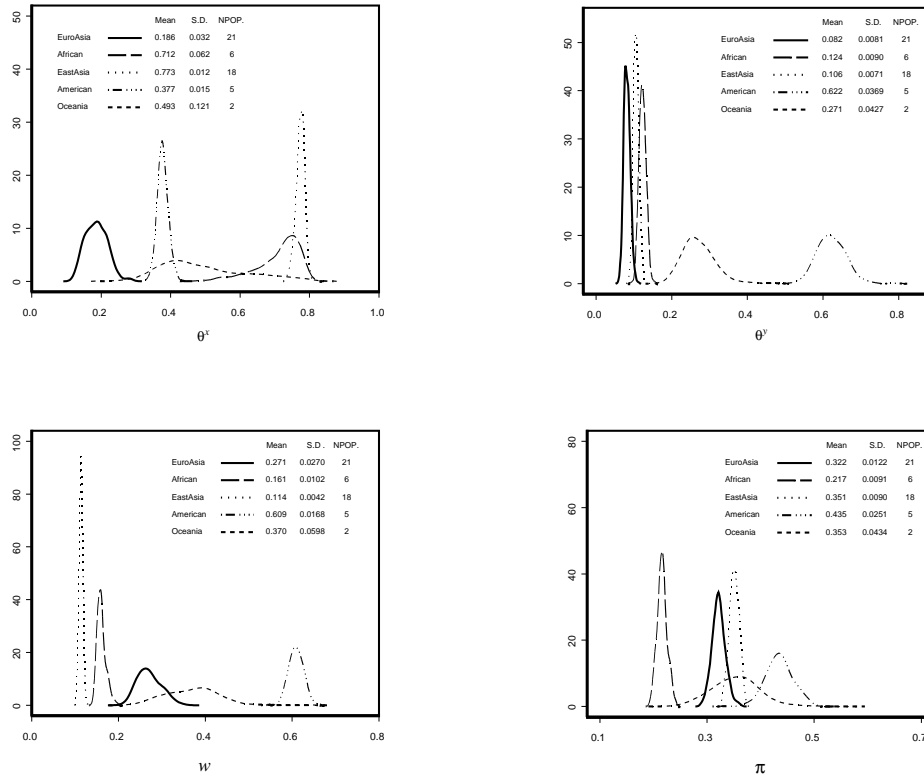 Mean S.D. NPOP.
EuroAsia 0.186 0.032 21
African 0.712 0.062 6
EastAsia 0.773 0.012 18
American 0.377 0.015 5
Oceania 0.493 0.121 2
50
40
30
20
10
0
0.0 0.2 0.4 0.6 0.8 1.0
θx
Mean S.D. NPOP.
EuroAsia 0.082 0.0081 21
African 0.124 0.0090 6
EastAsia 0.106 0.0071 18
American 0.622 0.0369 5
Oceania 0.271 0.0427 2
50
40
30
20
10
0
0.0 0.2 0.4 0.6 0.8
θy
Mean S.D. NPOP.
EuroAsia 0.271 0.0270 21
African 0.161 0.0102 6
EastAsia 0.114 0.0042 18
American 0.609 0.0168 5
Oceania 0.370 0.0598 2
100
80
60
40
20
0
0.0 0.2 0.4 0.6 0.8
w
Mean S.D. NPOP.
EuroAsia 0.322 0.0122 21
African 0.217 0.0091 6
EastAsia 0.351 0.0090 18
American 0.435 0.0251 5
Oceania 0.353 0.0434 2
80
60
40
20
0
0.1 0.3 0.5
π